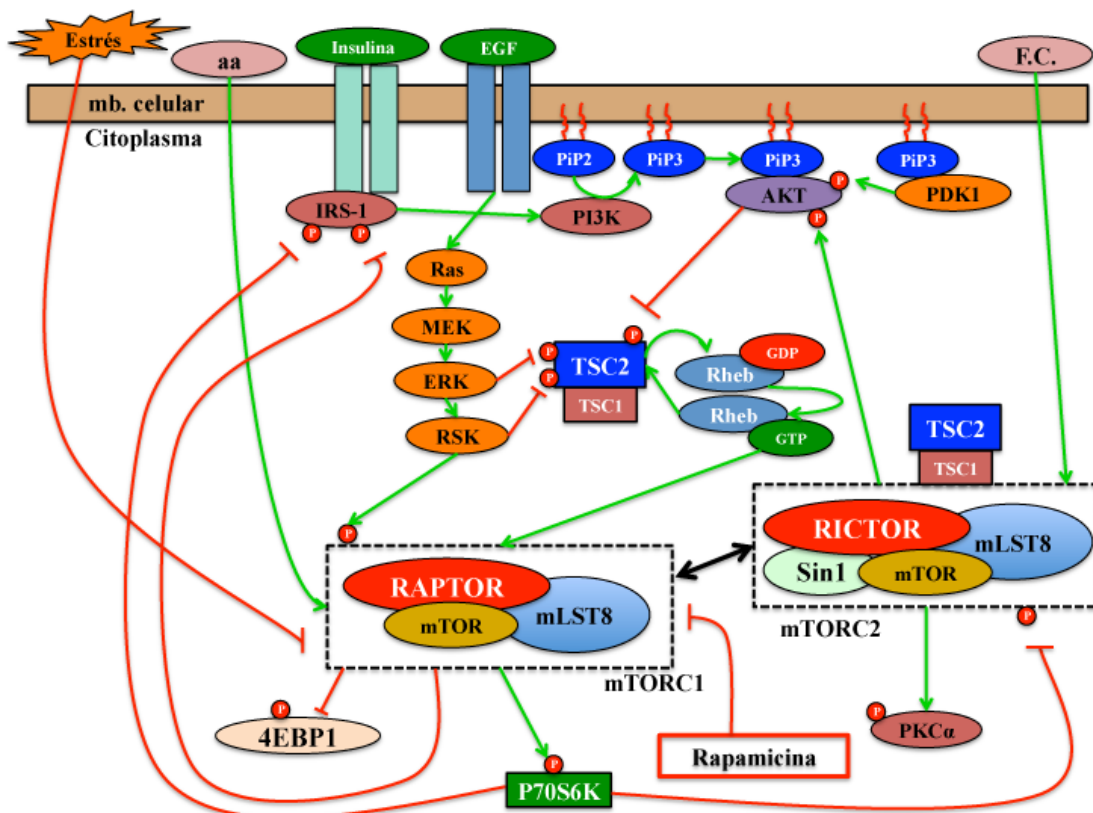 Estrés
aa
Insulina
EGF
F.C.
mb. celular
Citoplasma
PiP2
PiP3
PiP3
PiP3
IRS-1
P
P
PI3K
AKT
P
P
PDK1
Ras
MEK
ERK
RSK
P
P
P
TSC2
TSC1
Rheb
GDP
Rheb
GTP
TSC2
TSC1
P
RAPTOR
mTOR
mLST8
mTORC1
RICTOR
mLST8
Sin1
mTOR
mTORC2
P
P
4EBP1
P
P70S6K
Rapamicina
P
PKCα